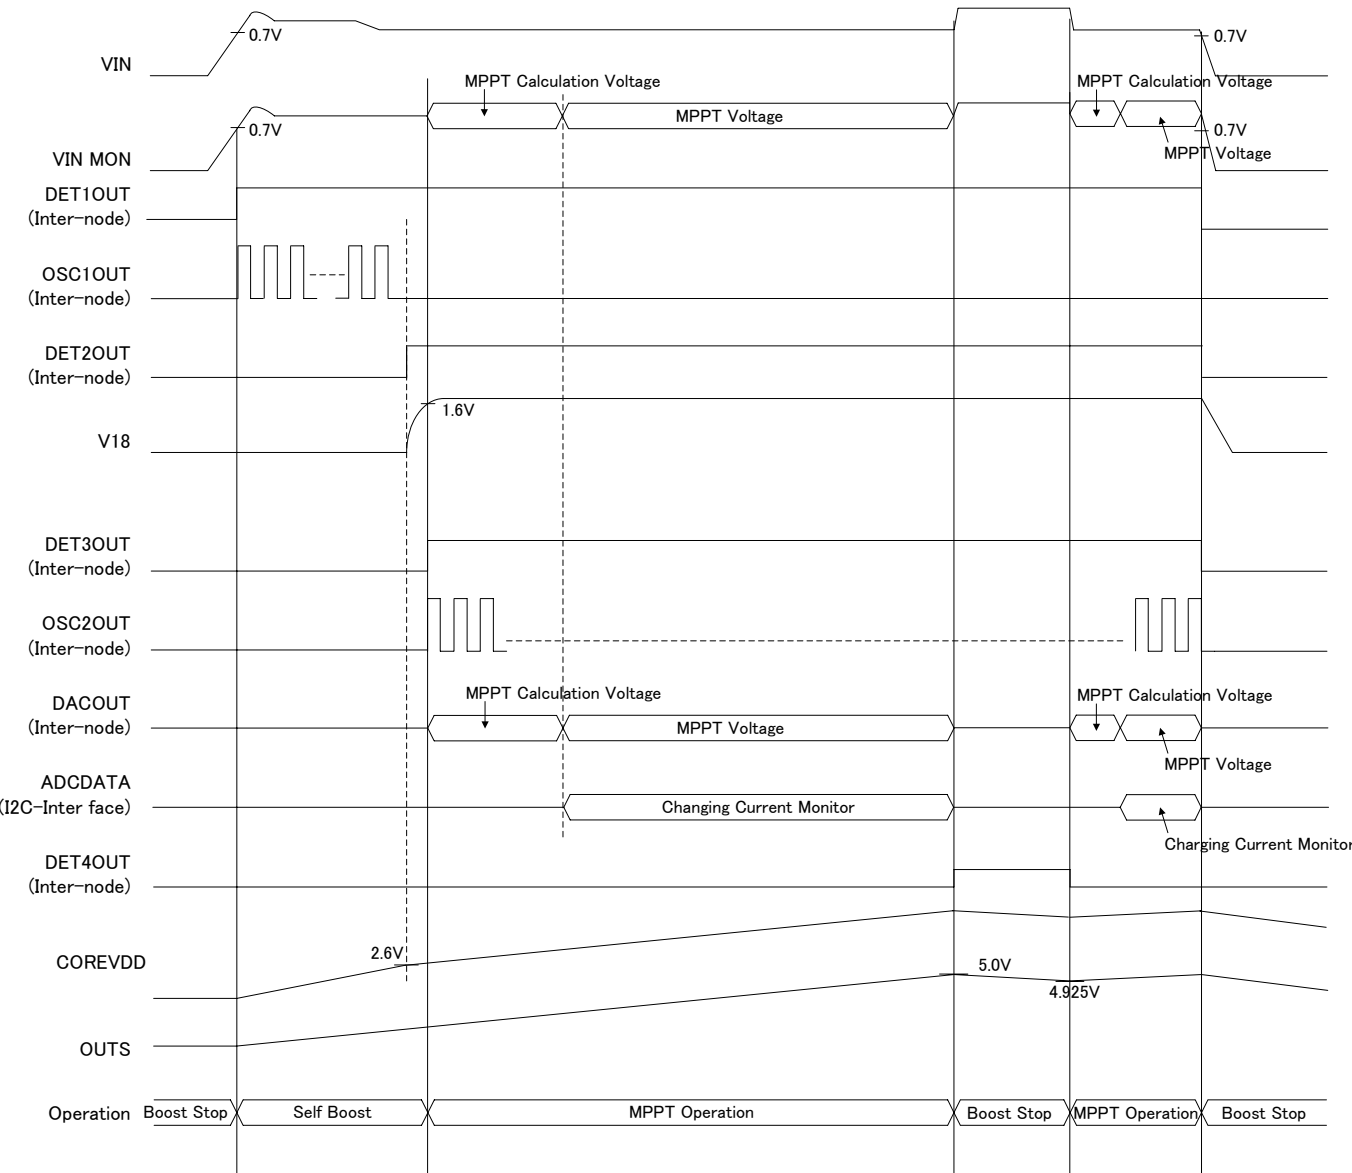 0.7V
0.7V
VIN
MPPT Calculation Voltage
MPPT Calculation Voltage
MPPT Voltage
0.7V
0.7V
VIN MON
MPPT Voltage
DET1OUT
(Inter-node)
OSC1OUT
(Inter-node)
DET2OUT
(Inter-node)
1.6V
V18
DET3OUT
(Inter-node)
OSC2OUT
(Inter-node)
MPPT Calculation Voltage
MPPT Calculation Voltage
DACOUT
(Inter-node)
MPPT Voltage
MPPT Voltage
ADCDATA
(I2C-Inter face)
Changing Current Monitor
Charging Current Monitor
DET4OUT
(Inter-node)
2.6V
COREVDD
5.0V
4.925V
OUTS
Operation
Boost Stop
Self Boost
MPPT Operation
Boost Stop
MPPT Operation
Boost Stop